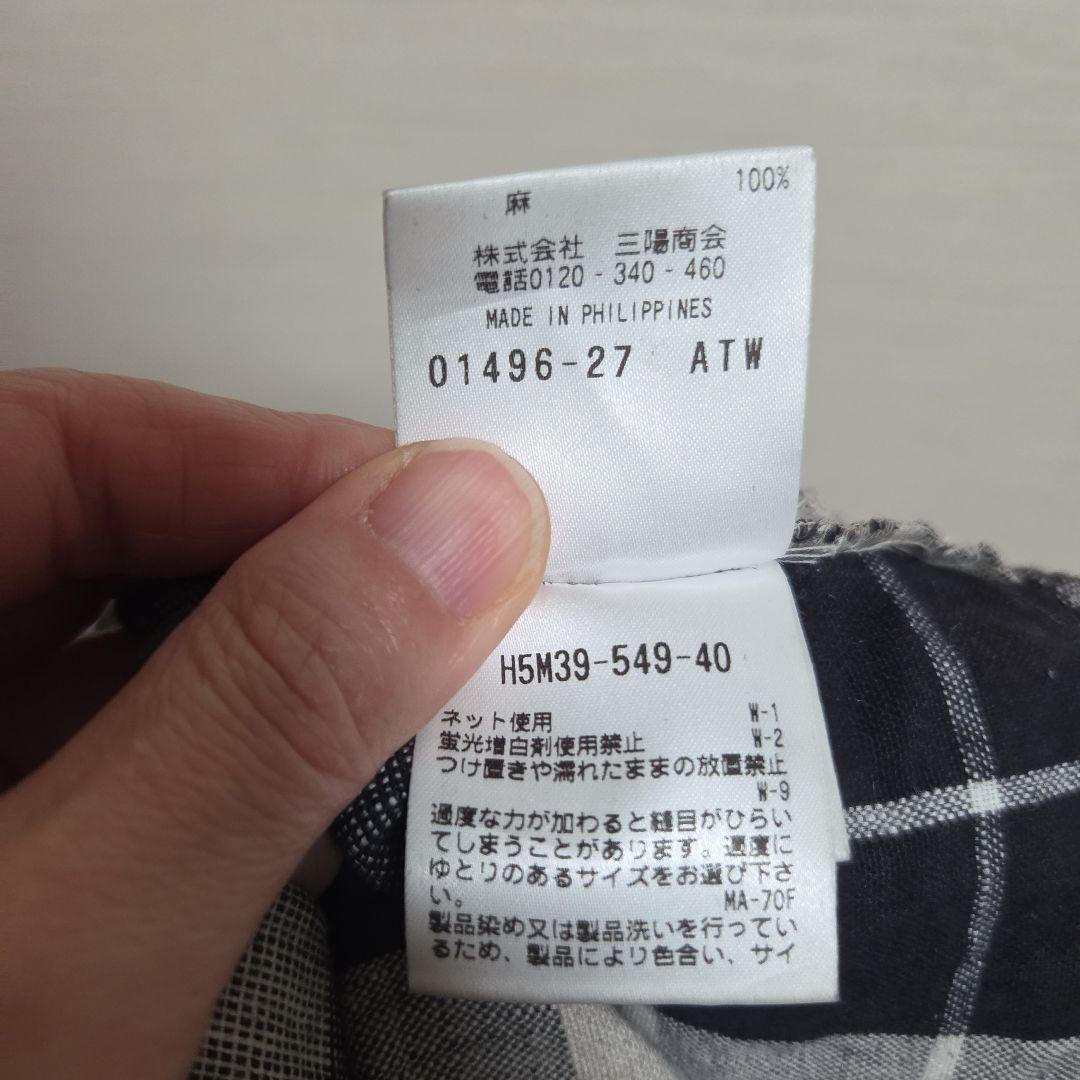 麻 100%
株式会社 三陽商会
電話0120-340-460
MADE IN PHILIPPINES
01496-27 ATW
H5M39-549-40
ネット使用 W-1
蛍光増白剤使用禁止 W-2
つけ置きや濡れたままの放置禁止
W-9
過度な力が加わると縫目がひらい
てしまうことがあります。過度に
ゆとりのあるサイズをお選び下さ
い。 MA-70F
製品染め又は製品洗いを行ってい
るため、製品により色合い、サイ